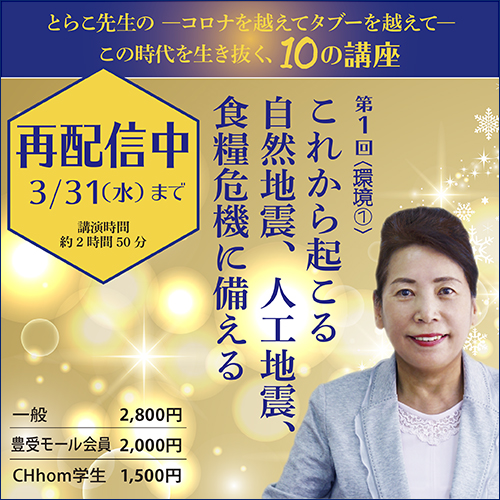 とらこ先生の ―コロナを越えてタブーを越えて―
この時代を生き抜く、10の講座
再配信中
3/31(水)まで
講演時間
約2時間50分
第1回〈環境①〉
これから起こる
自然地震、人工地震、
食糧危機に備える
一般 2,800円
豊受モール会員 2,000円
CHhom学生 1,500円